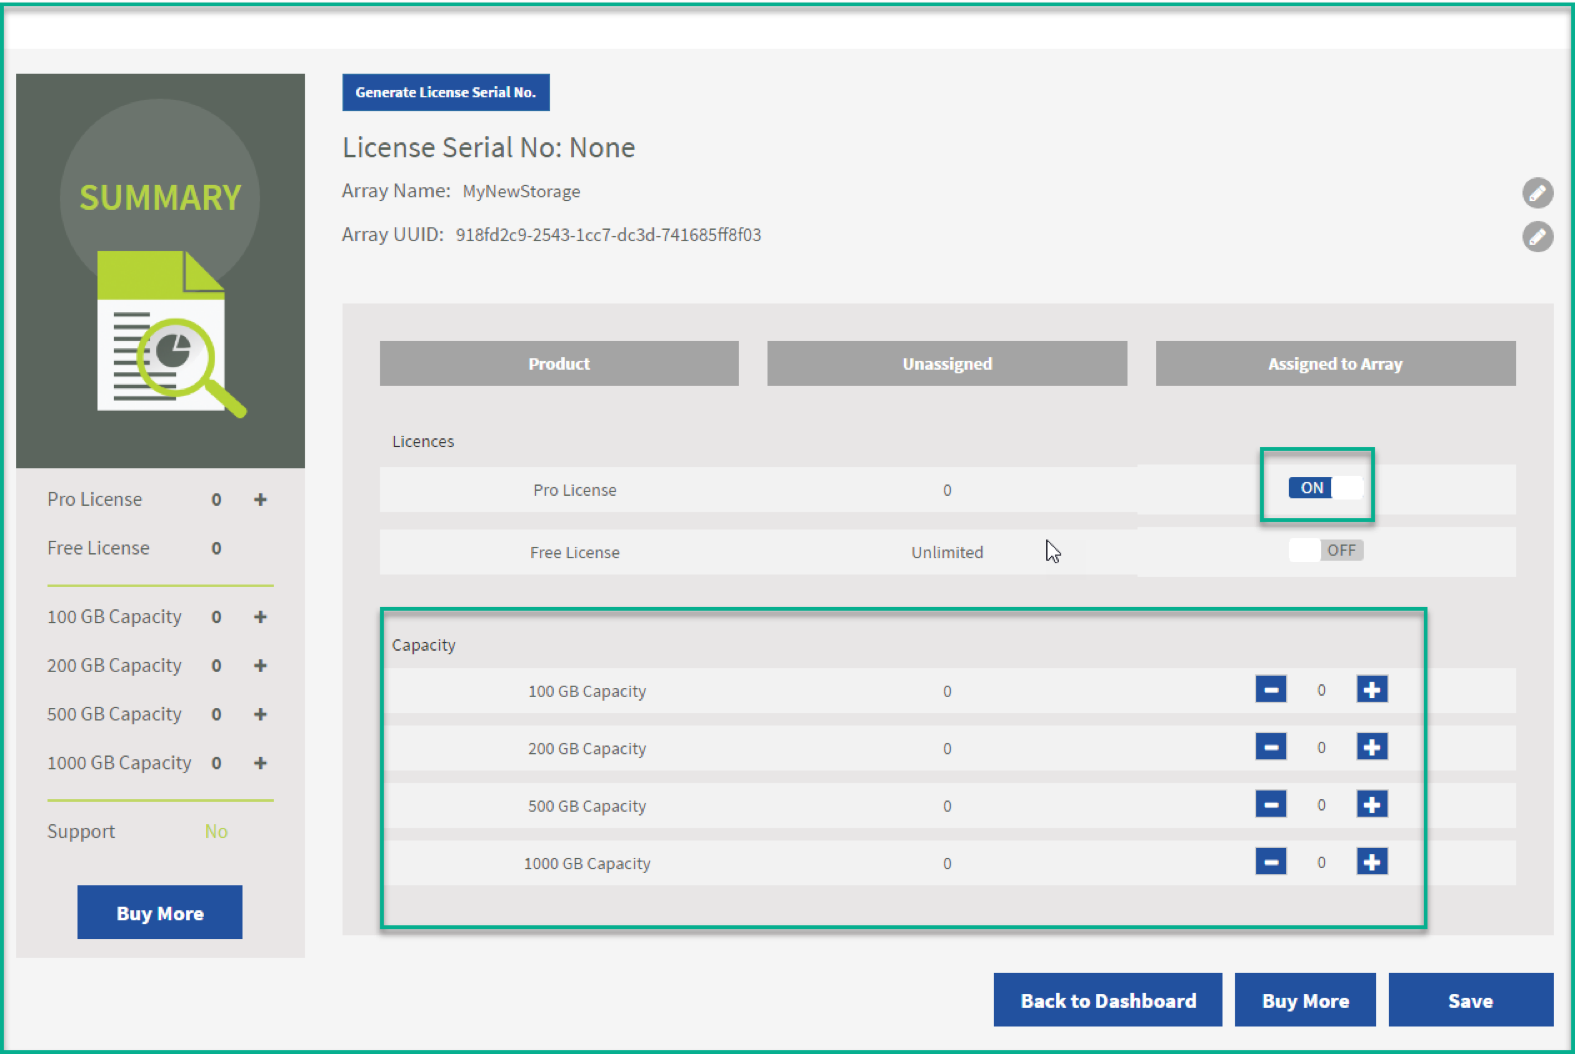 SUMMARY
Pro License 0 +
Free License 0
100 GB Capacity 0 +
200 GB Capacity 0 +
500 GB Capacity 0 +
1000 GB Capacity 0 +
Support No
Buy More
Generate License Serial No.
License Serial No: None
Array Name: MyNewStorage
Array UUID: 918fd2c9-2543-1cc7-dc3d-741685ff8f03
Product Unassigned Assigned to Array
Licences
Pro License 0 ON
Free License Unlimited OFF
Capacity
100 GB Capacity 0 - 0 +
200 GB Capacity 0 - 0 +
500 GB Capacity 0 - 0 +
1000 GB Capacity 0 - 0 +
Back to Dashboard Buy More Save